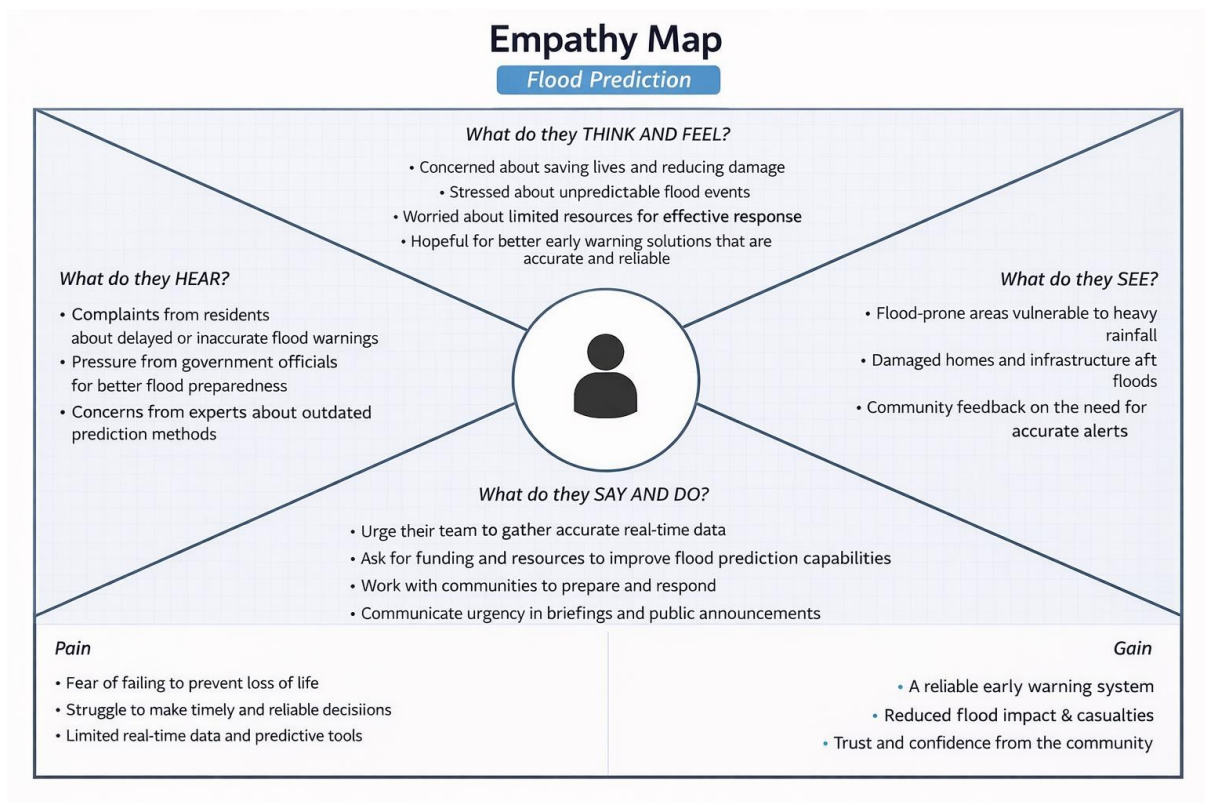 Empathy Map
Flood Prediction
What do they THINK AND FEEL?
• Concerned about saving lives and reducing damage
• Stressed about unpredictable flood events
• Worried about limited resources for effective response
• Hopeful for better early warning solutions that are
accurate and reliable
What do they HEAR?
• Complaints from residents
about delayed or inaccurate flood warnings
• Pressure from government officials
for better flood preparedness
• Concerns from experts about outdated
prediction methods
What do they SEE?
• Flood-prone areas vulnerable to heavy
rainfall
• Damaged homes and infrastructure aft
floods
• Community feedback on the need for
accurate alerts
What do they SAY AND DO?
• Urge their team to gather accurate real-time data
• Ask for funding and resources to improve flood prediction capabilities
• Work with communities to prepare and respond
• Communicate urgency in briefings and public announcements
Pain
• Fear of failing to prevent loss of life
• Struggle to make timely and reliable decisiions
• Limited real-time data and predictive tools
Gain
• A reliable early warning system
• Reduced flood impact & casualties
• Trust and confidence from the community